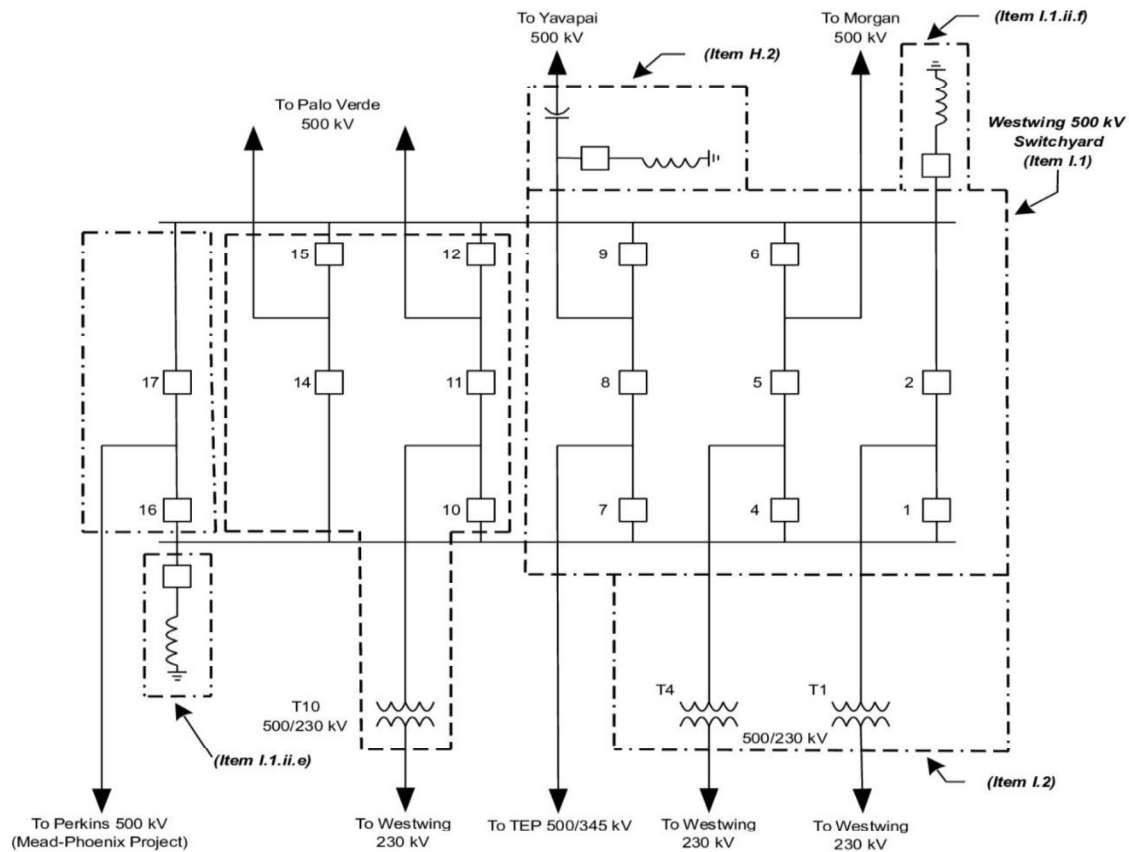 To Yavapai
500 kV
(Item H.2)
To Morgan
500 kV
(Item I.1.ii.f)
To Palo Verde
500 kV
Westwing 500 kV
Switchyard
(Item I.1)
15
12
9
6
17
14
11
8
5
2
16
10
7
4
1
T10
500/230 kV
T4
T1
500/230 kV
(Item I.1.ii.e)
(Item I.2)
To Perkins 500 kV
(Mead-Phoenix Project)
To Westwing
230 kV
To TEP 500/345 kV
To Westwing
230 kV
To Westwing
230 kV